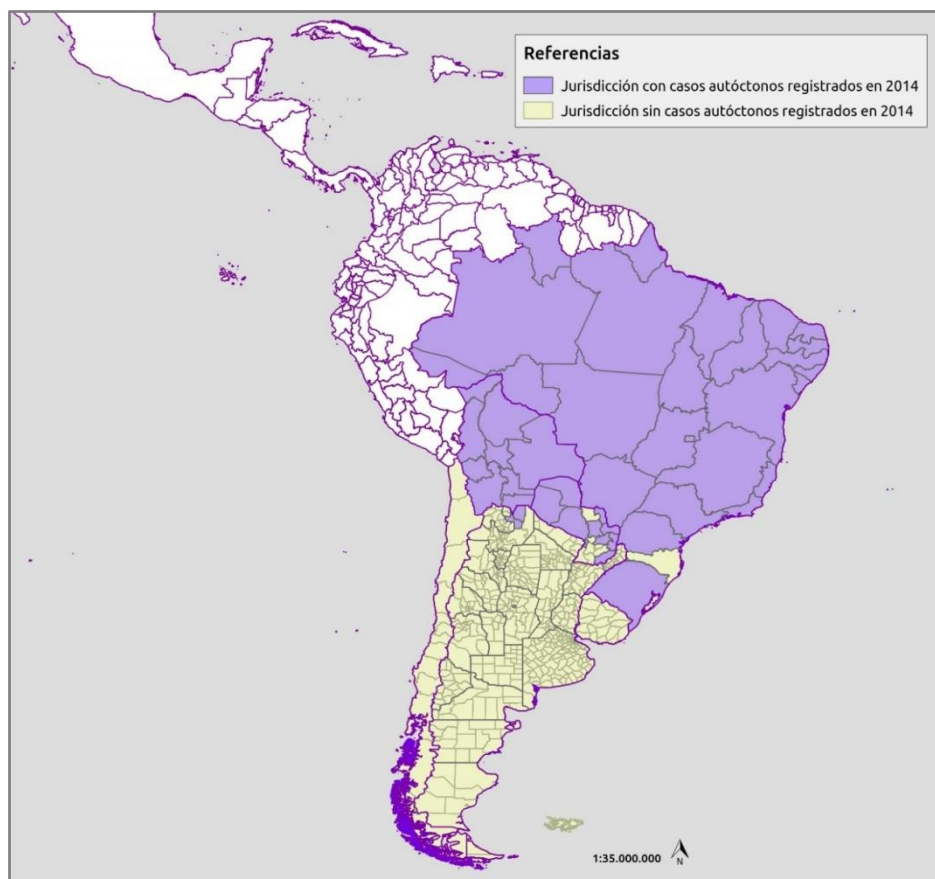 Referencias
Jurisdicción con casos autóctonos registrados en 2014
Jurisdicción sin casos autóctonos registrados en 2014
1:35.000.000
N